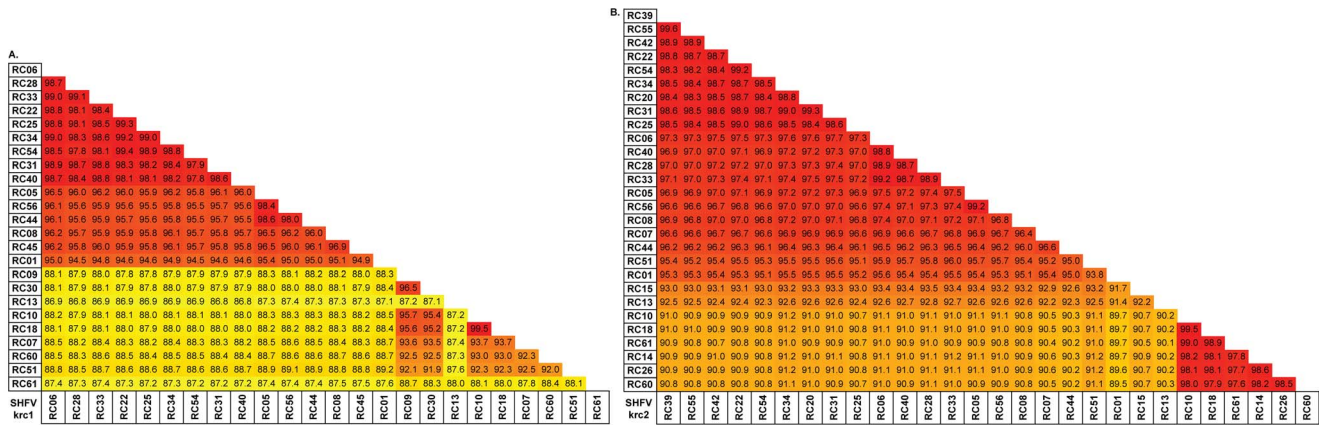 A.
RC06
RC28 98.7
RC33 99.0 99.1
RC22 98.8 98.1 98.4
RC25 98.8 98.1 98.5 99.3
RC34 99.0 98.3 98.6 99.2 99.0
RC54 98.5 97.8 98.1 99.4 98.9 98.8
RC31 98.9 98.7 98.8 98.3 98.2 98.4 97.9
RC40 98.7 98.4 98.8 98.1 98.1 98.2 97.8 98.6
RC05 96.5 96.0 96.2 96.0 95.9 96.2 95.8 96.1 96.0
RC56 96.1 95.6 95.9 95.6 95.5 95.8 95.5 95.7 95.6 98.4
RC44 96.1 95.6 95.9 95.7 95.6 95.8 95.6 95.7 95.5 98.6 98.0
RC08 96.2 95.7 95.9 95.9 95.8 96.1 95.7 95.8 95.7 96.5 96.2 96.0
RC45 96.2 95.8 96.0 95.9 95.8 96.1 95.7 95.8 95.8 96.5 96.0 96.1 96.9
RC01 95.0 94.5 94.8 94.6 94.6 94.9 94.5 94.6 94.6 95.4 95.0 95.0 95.1 94.9
RC09 88.1 87.9 88.0 87.8 87.9 87.9 87.9 87.9 87.9 88.3 88.1 88.2 88.2 88.0 88.3
RC30 88.1 87.9 88.1 87.9 87.9 88.0 87.9 87.9 87.9 88.0 88.0 88.0 88.1 87.9 88.4 96.5
RC13 86.9 86.8 86.9 86.9 86.9 86.9 86.9 86.8 86.8 87.3 87.4 87.3 87.3 87.3 87.1 87.2 87.1
RC10 88.2 87.9 88.1 88.1 88.0 88.0 88.0 87.9 88.0 88.2 88.2 88.1 88.2 88.2 88.5 95.7 95.4 87.2
RC18 88.1 87.9 88.1 88.0 87.9 88.0 88.0 87.9 88.0 88.1 88.2 88.1 88.3 88.2 88.4 95.6 95.2 87.2 99.5
RC07 88.5 88.2 88.4 88.3 88.2 88.4 88.3 88.2 88.2 88.5 88.5 88.4 88.5 88.3 88.7 93.6 93.5 87.4 93.7 93.7
RC60 88.5 88.3 88.6 88.5 88.4 88.5 88.4 88.4 88.4 88.7 88.6 88.6 88.7 88.6 88.7 92.5 92.5 87.3 93.0 93.0 92.3
RC51 88.8 88.5 88.7 88.6 88.5 88.7 88.6 88.5 88.7 88.9 89.1 88.9 88.8 88.8 89.2 92.1 91.9 87.6 92.3 92.3 92.5 92.0
RC61 87.4 87.3 87.4 87.3 87.2 87.3 87.2 87.2 87.2 87.4 87.4 87.4 87.5 87.5 87.6 88.7 88.3 88.0 88.1 88.0 87.8 88.4 88.1
SHFV krc1 RC06 RC28 RC33 RC22 RC25 RC34 RC54 RC31 RC40 RC05 RC56 RC44 RC08 RC45 RC01 RC09 RC30 RC13 RC10 RC18 RC07 RC60 RC51 RC61
B.
RC39
RC55 99.6
RC42 98.9 98.9
RC22 98.8 98.7 98.7
RC54 98.3 98.2 98.4 99.2
RC34 98.5 98.4 98.7 98.7 98.5
RC20 98.4 98.3 98.5 98.7 98.4 98.8
RC31 98.6 98.5 98.6 98.9 98.7 99.0 99.3
RC25 98.5 98.4 98.5 99.0 98.6 98.5 98.4 98.6
RC06 97.3 97.3 97.5 97.5 97.3 97.6 97.6 97.7 97.3
RC40 97.0 97.0 97.1 97.1 96.9 97.2 97.3 97.4 97.0 98.8
RC28 97.0 97.0 97.2 97.2 97.0 97.3 97.3 97.4 97.0 98.9 98.7
RC33 97.1 97.0 97.3 97.4 97.1 97.4 97.5 97.5 97.2 99.2 98.7 98.9
RC05 96.9 96.9 97.0 97.1 96.9 97.2 97.2 97.3 96.9 97.5 97.2 97.4 97.5
RC56 96.7 96.6 97.0 96.8 96.6 97.0 97.0 97.0 96.6 97.4 97.1 97.3 97.4 99.2
RC08 96.9 96.8 97.0 96.8 96.6 97.0 97.0 96.9 96.8 97.4 97.0 97.1 97.2 97.1 96.8
RC07 96.6 96.6 96.7 96.6 96.3 96.7 96.6 96.7 96.4 96.9 96.6 96.7 96.8 96.9 96.7 96.4
RC44 96.2 96.2 96.2 96.3 96.1 96.4 96.3 96.4 96.1 96.5 96.2 96.3 96.5 96.4 96.2 96.0 96.6
RC51 95.4 95.4 95.5 95.5 95.2 95.5 95.6 95.6 95.1 95.9 95.7 95.8 96.0 95.7 95.7 95.4 95.2 95.0
RC01 95.3 95.2 95.4 95.3 95.1 95.5 95.5 95.5 95.2 95.6 95.4 95.5 95.5 95.4 95.3 95.4 95.4 95.0 93.8
RC15 93.0 93.0 93.1 93.1 93.0 93.2 93.3 93.3 93.0 93.4 93.4 93.4 93.5 93.4 93.2 93.4 92.9 92.6 93.2 91.7
RC13 92.5 92.4 92.4 92.4 92.3 92.6 92.6 92.6 92.4 92.7 92.8 92.7 92.8 92.6 92.6 92.6 92.2 92.3 92.5 91.4 92.2
RC10 91.0 90.9 90.9 90.9 90.8 91.2 91.0 91.0 90.8 91.1 91.0 91.1 91.0 91.1 91.0 90.8 90.5 90.3 91.1 89.7 90.7 90.2
RC18 91.0 90.9 91.0 90.9 90.8 91.2 91.0 91.0 90.8 91.1 91.0 91.1 91.0 91.1 91.0 90.8 90.5 90.3 91.1 89.7 90.7 90.2 99.5
RC61 90.9 90.8 90.9 90.8 90.8 91.1 90.9 90.9 90.7 91.0 90.9 91.0 90.9 91.0 90.9 90.7 90.4 90.2 91.0 89.7 90.5 90.1 99.0 98.9
RC14 90.9 90.9 91.0 90.9 90.8 91.2 91.0 91.0 90.8 91.1 91.1 91.1 91.2 91.1 91.0 90.9 90.6 90.3 91.2 89.7 90.7 90.2 98.2 98.1 97.8
RC26 90.9 90.9 90.9 90.9 90.8 91.2 91.0 91.0 90.7 91.1 91.0 91.1 91.1 91.0 90.9 90.8 90.5 90.2 91.1 89.6 90.7 90.2 98.1 98.1 97.7 98.6
RC60 90.8 90.8 90.8 90.8 90.8 91.1 90.9 90.9 90.7 91.0 90.9 91.0 91.0 90.9 90.9 90.8 90.5 90.2 91.1 89.5 90.7 90.1 98.0 97.9 97.6 98.2 98.5
SHFV krc2 RC39 RC55 RC42 RC22 RC54 RC34 RC20 RC31 RC25 RC06 RC40 RC28 RC33 RC05 RC56 RC08 RC07 RC44 RC51 RC01 RC15 RC13 RC10 RC18 RC61 RC14 RC26 RC60